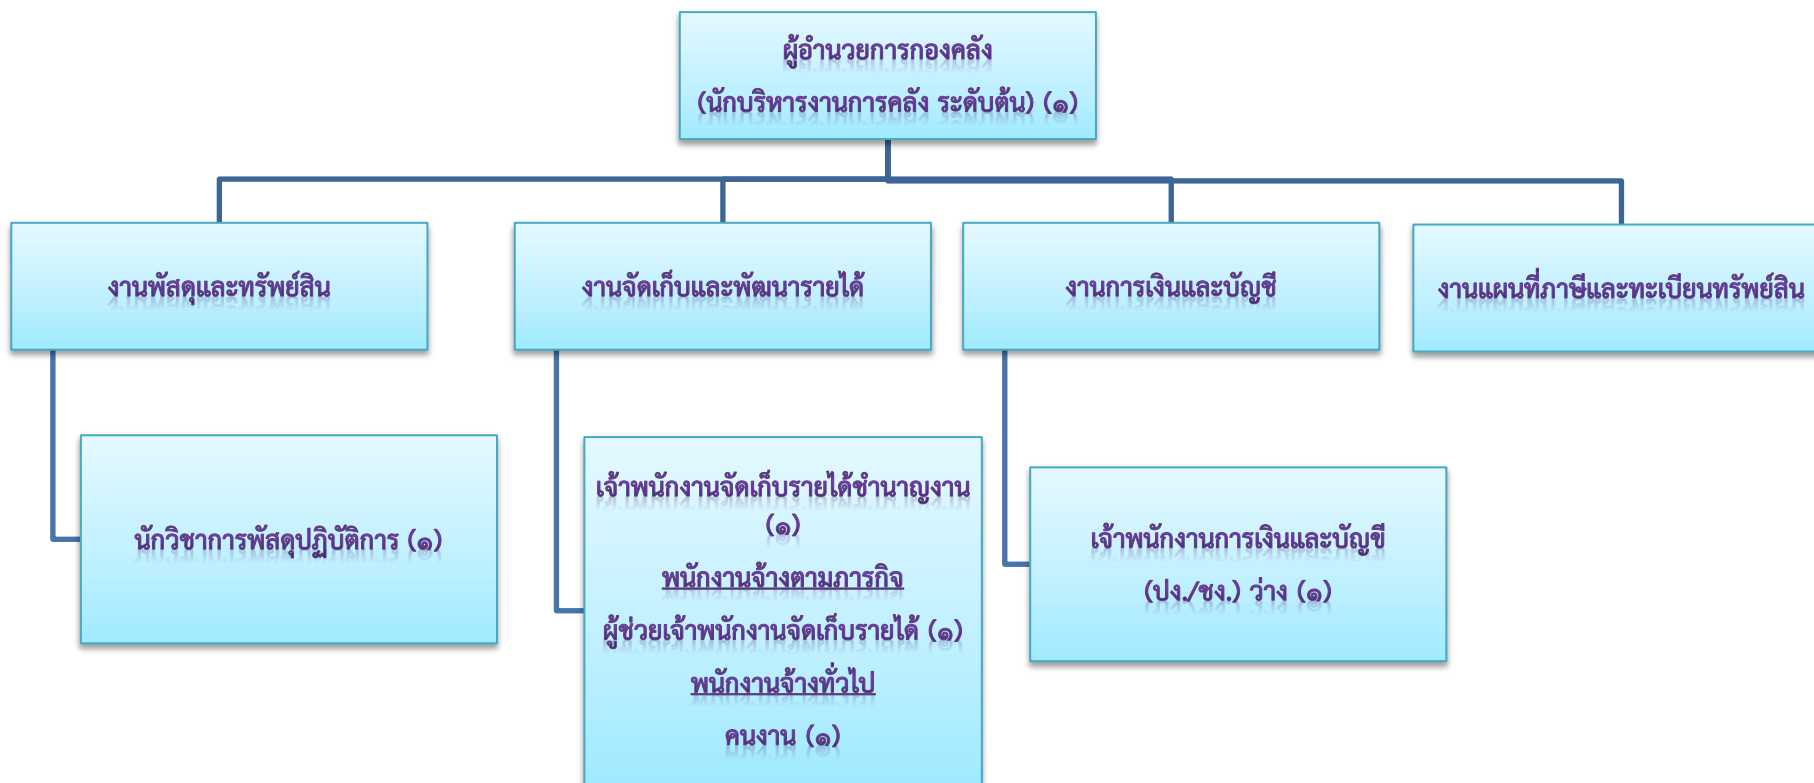 ผู้อำนวยการกองคลัง
(นักบริหารงานการคลัง ระดับต้น) (๑)
งานพัสดุและทรัพย์สิน
งานจัดเก็บและพัฒนารายได้
งานการเงินและบัญชี
งานแผนที่ภาษีและทะเบียนทรัพย์สิน
นักวิชาการพัสดุปฏิบัติการ (๑)
เจ้าพนักงานจัดเก็บรายได้ชำนาญงาน
(๑)
พนักงานจ้างตามภารกิจ
ผู้ช่วยเจ้าพนักงานจัดเก็บรายได้ (๑)
พนักงานจ้างทั่วไป
คนงาน (๑)
เจ้าพนักงานการเงินและบัญชี
(ปง./ชง.) ว่าง (๑)